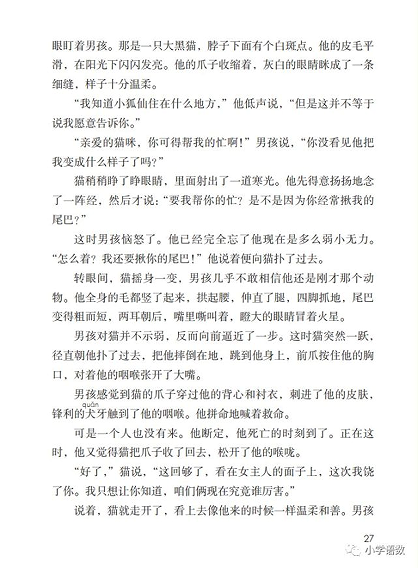 眼盯着男孩。那是一只大黑猫，脖子下面有个白斑点。他的皮毛平
滑，在阳光下闪闪发亮。他的爪子收缩着，灰白的眼睛眯成了一条
细缝，样子十分温柔。
“我知道小狐仙住在什么地方，”他低声说，“但是这并不等于
说我愿意告诉你。”
“亲爱的猫咪，你可得帮我的忙啊！”男孩说，“你没看见他把
我变成什么样子了吗？”
猫稍稍睁了睁眼睛，里面射出了一道寒光。他先得意扬扬地念
了一阵经，然后才说：“要我帮你的忙？是不是因为你经常揪我的
尾巴？”
这时男孩恼怒了。他已经完全忘了他现在是多么弱小无力。
“怎么着？我还要揪你的尾巴！”他说着便向猫扑了过去。
转眼间，猫摇身一变，男孩几乎不敢相信他还是刚才那个动
物。他全身的毛都竖了起来，拱起腰，伸直了腿，四脚抓地，尾巴
变得粗而短，两耳朝后，嘴里嘶叫着，瞪大的眼睛冒着火星。
男孩对猫并不示弱，反而向前逼近了一步。这时猫突然一跃，
径直朝他扑了过去，把他摔倒在地，跳到他身上，前爪按住他的胸
口，对着他的咽喉张开了大嘴。
男孩感觉到猫的爪子穿过他的背心和衬衣，刺进了他的皮肤，
quǎn
锋利的犬牙触到了他的咽喉。他拼命地喊着救命。
可是一个人也没有来。他断定，他死亡的时刻到了。正在这
时，他又觉得猫把爪子收了回去，松开了他的喉咙。
“好了，”猫说，“这回够了，看在女主人的面子上，这次我饶
了你。我只想让你知道，咱们俩现在究竟谁厉害。”
说着，猫就走开了，看上去像他来的时候一样温柔和善。男孩
27
小学语数